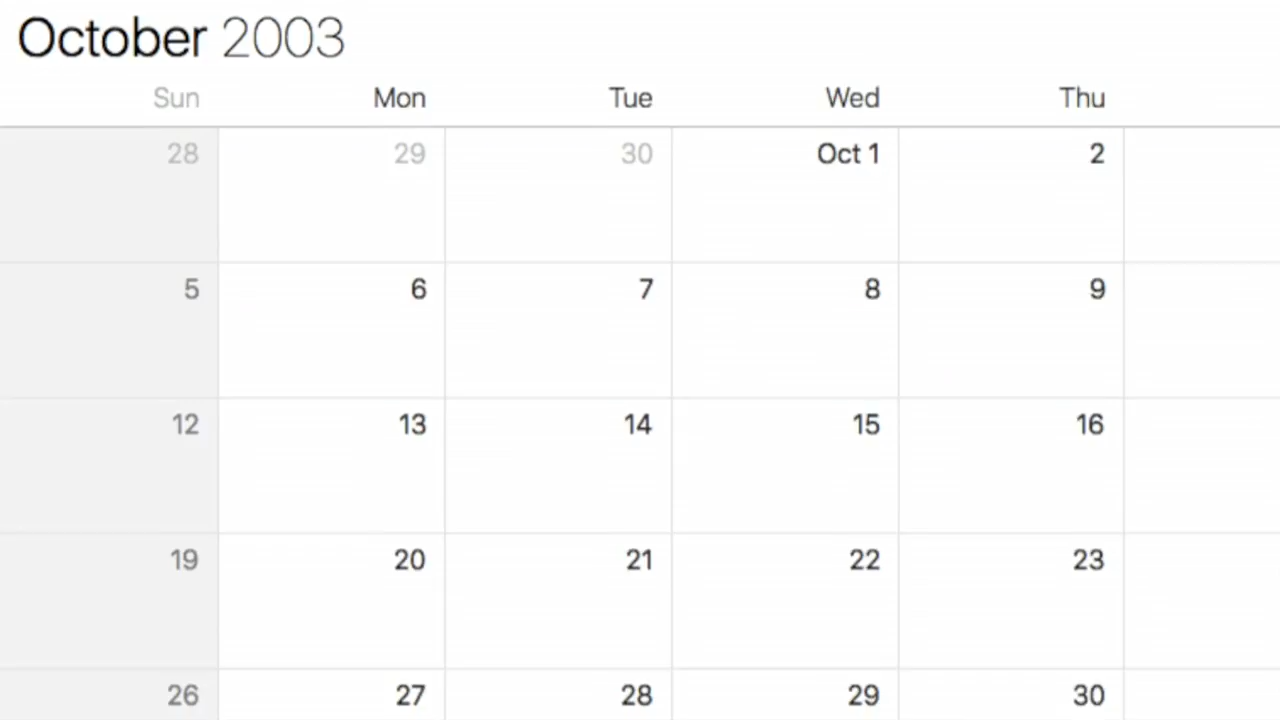 October 2003
Sun Mon Tue Wed Thu
28 29 30 Oct 1 2
5 6 7 8 9
12 13 14 15 16
19 20 21 22 23
26 27 28 29 30